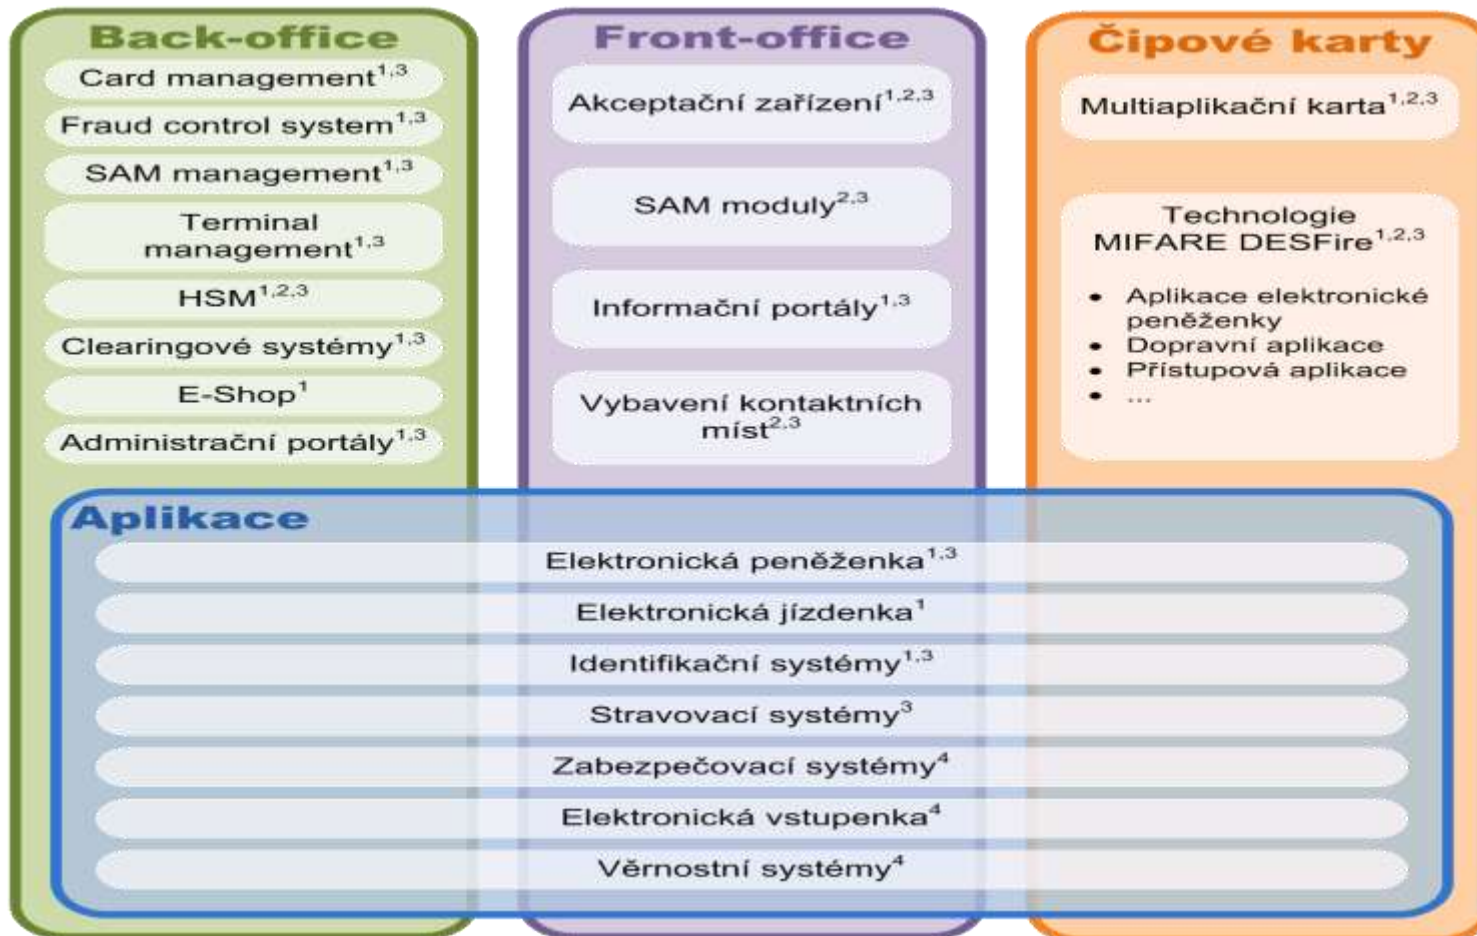 Back-office
Card management1,3
Fraud control system1,3
SAM management1,3
Terminal
management1,3
HSM1,2,3
Clearingové systémy1,3
E-Shop1
Administrační portály1,3
Front-office
Akceptační zařízení1,2,3
SAM moduly2,3
Informační portály1,3
Vybavení kontaktních
míst2,3
Čipové karty
Multiaplikační karta1,2,3
Technologie
MIFARE DESFire1,2,3
• Aplikace elektronické
peněženky
• Dopravní aplikace
• Přístupová aplikace
• ...
Aplikace
Elektronická peněženka1,3
Elektronická jízdenka1
Identifikační systémy1,3
Stravovací systémy3
Zabezpečovací systémy4
Elektronická vstupenka4
Věrnostní systémy4